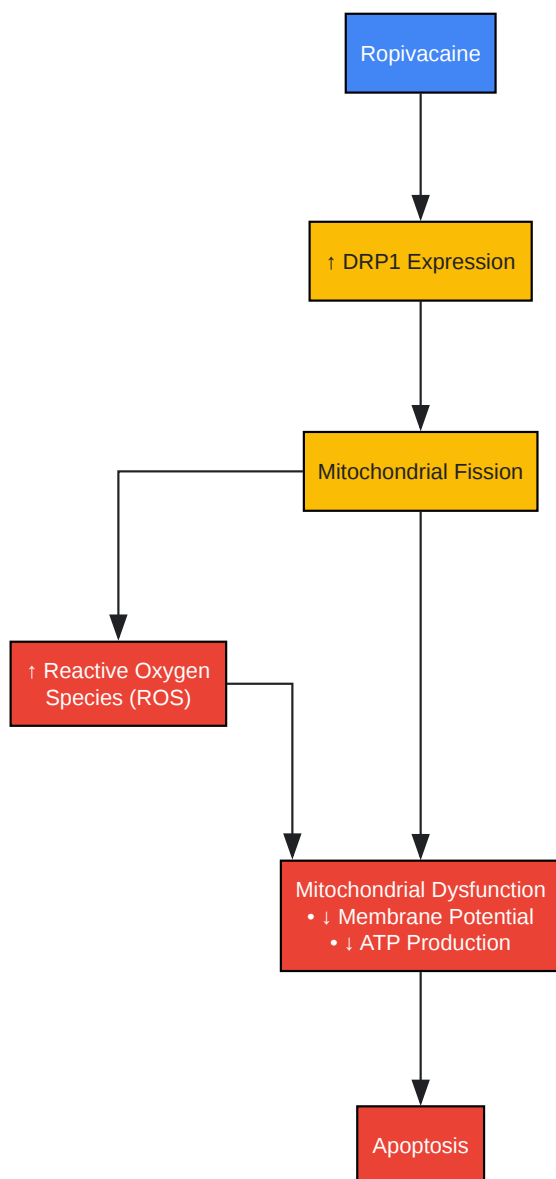 Ropivacaine
↑ DRP1 Expression
Mitochondrial Fission
↑ Reactive Oxygen
Species (ROS)
Mitochondrial Dysfunction
• ↓ Membrane Potential
• ↓ ATP Production
Apoptosis